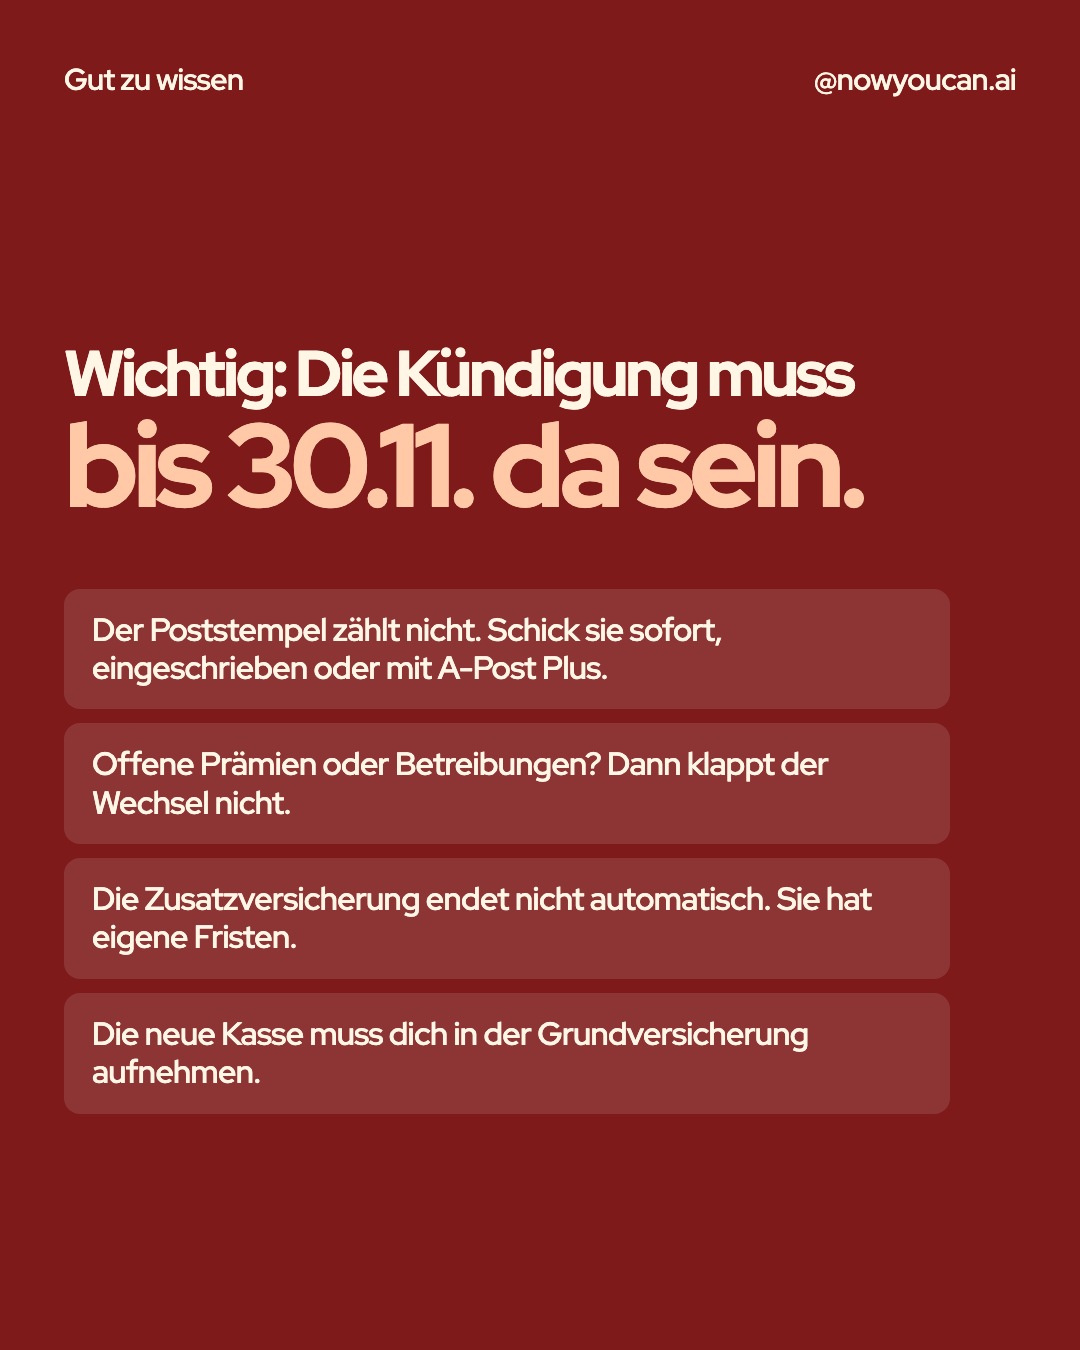 Gut zu wissen
@nowyoucan.ai
Wichtig: Die Kündigung muss
bis 30.11. da sein.
Der Poststempel zählt nicht. Schick sie sofort,
eingeschrieben oder mit A-Post Plus.
Offene Prämien oder Betreibungen? Dann klappt der
Wechsel nicht.
Die Zusatzversicherung endet nicht automatisch. Sie hat
eigene Fristen.
Die neue Kasse muss dich in der Grundversicherung
aufnehmen.